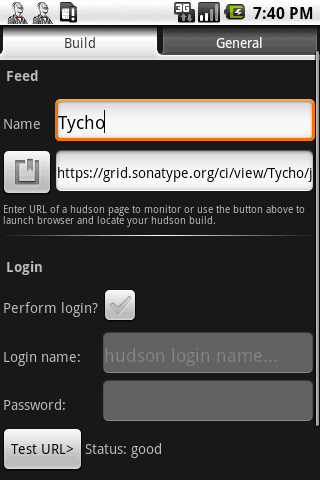 3G 7:40 PM
Build General
Feed
Name Tycho
https://grid.sonatype.org/ci/view/Tycho/j
Enter URL of a hudson page to monitor or use the button above to
launch browser and locate your hudson build.
Login
Perform login?
Login name: hudson login name...
Password:
Test URL> Status: good